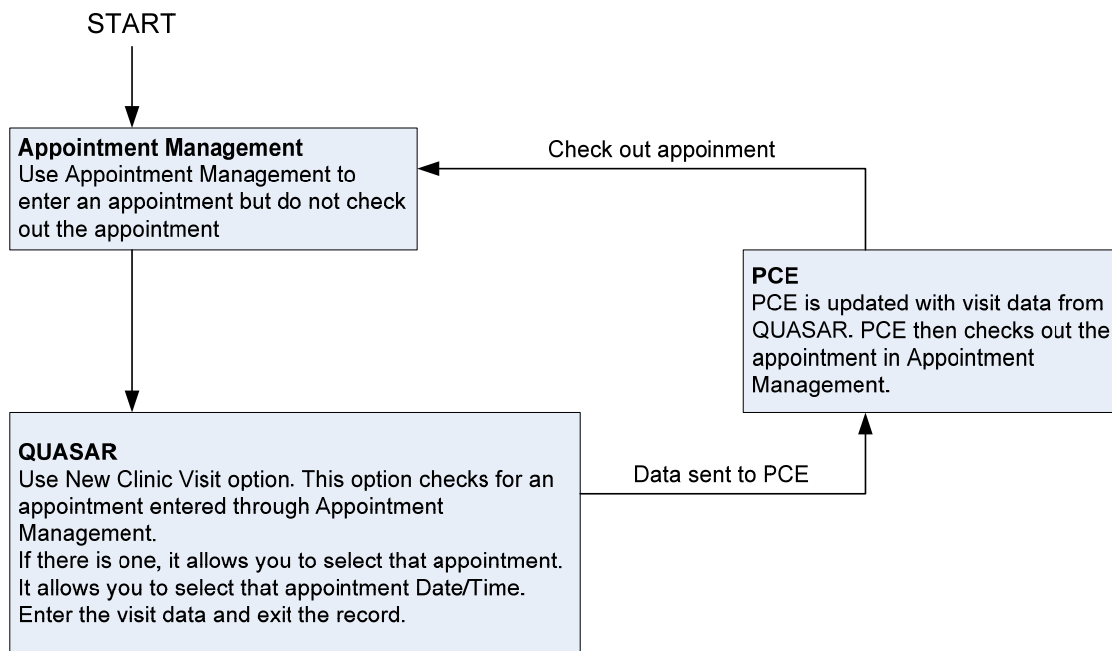 START
Appointment Management
Use Appointment Management to
enter an appointment but do not check
out the appointment
Check out appoinment
PCE
PCE is updated with visit data from
QUASAR. PCE then checks out the
appointment in Appointment
Management.
QUASAR
Use New Clinic Visit option. This option checks for an
appointment entered through Appointment
Management.
If there is one, it allows you to select that appointment.
It allows you to select that appointment Date/Time.
Enter the visit data and exit the record.
Data sent to PCE